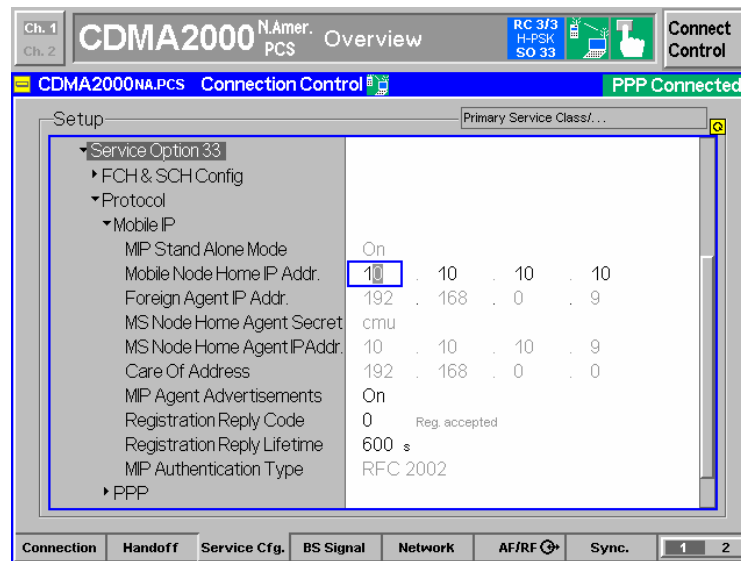 Ch. 1
Ch. 2
CDMA2000 N.Amer. PCS Overview
RC 3/3
H-PSK
SO 33
Connect
Control
CDMA2000 NA.PCS Connection Control
PPP Connected
Setup
Primary Service Class/...
Service Option 33
FCH & SCH Config
Protocol
Mobile IP
MIP Stand Alone Mode On
Mobile Node Home IP Addr. 10 . 10 . 10 . 10
Foreign Agent IP Addr. 192 . 168 . 0 . 9
MS Node Home Agent Secret cmu
MS Node Home Agent IP Addr. 10 . 10 . 10 . 9
Care Of Address 192 . 168 . 0 . 0
MIP Agent Advertisements On
Registration Reply Code 0 Reg. accepted
Registration Reply Lifetime 600 s
MIP Authentication Type RFC 2002
PPP
Connection Handoff Service Cfg. BS Signal Network AF/RF Sync. 1 2